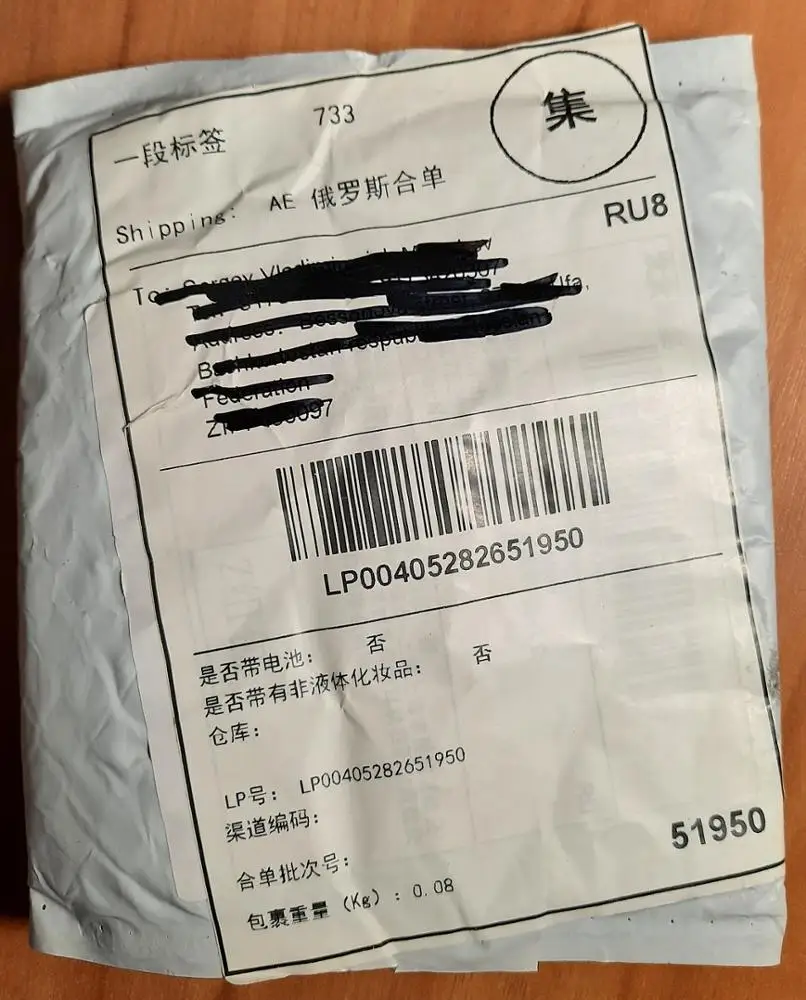 733
集
一段标签
Shipping: AE 俄罗斯合单
RU8
To:
LP00405282651950
是否带电池: 否
是否带有非液体化妆品: 否
仓库:
LP号: LP00405282651950
渠道编码:
51950
合单批次号:
包裹重量 (Kg) : 0.08